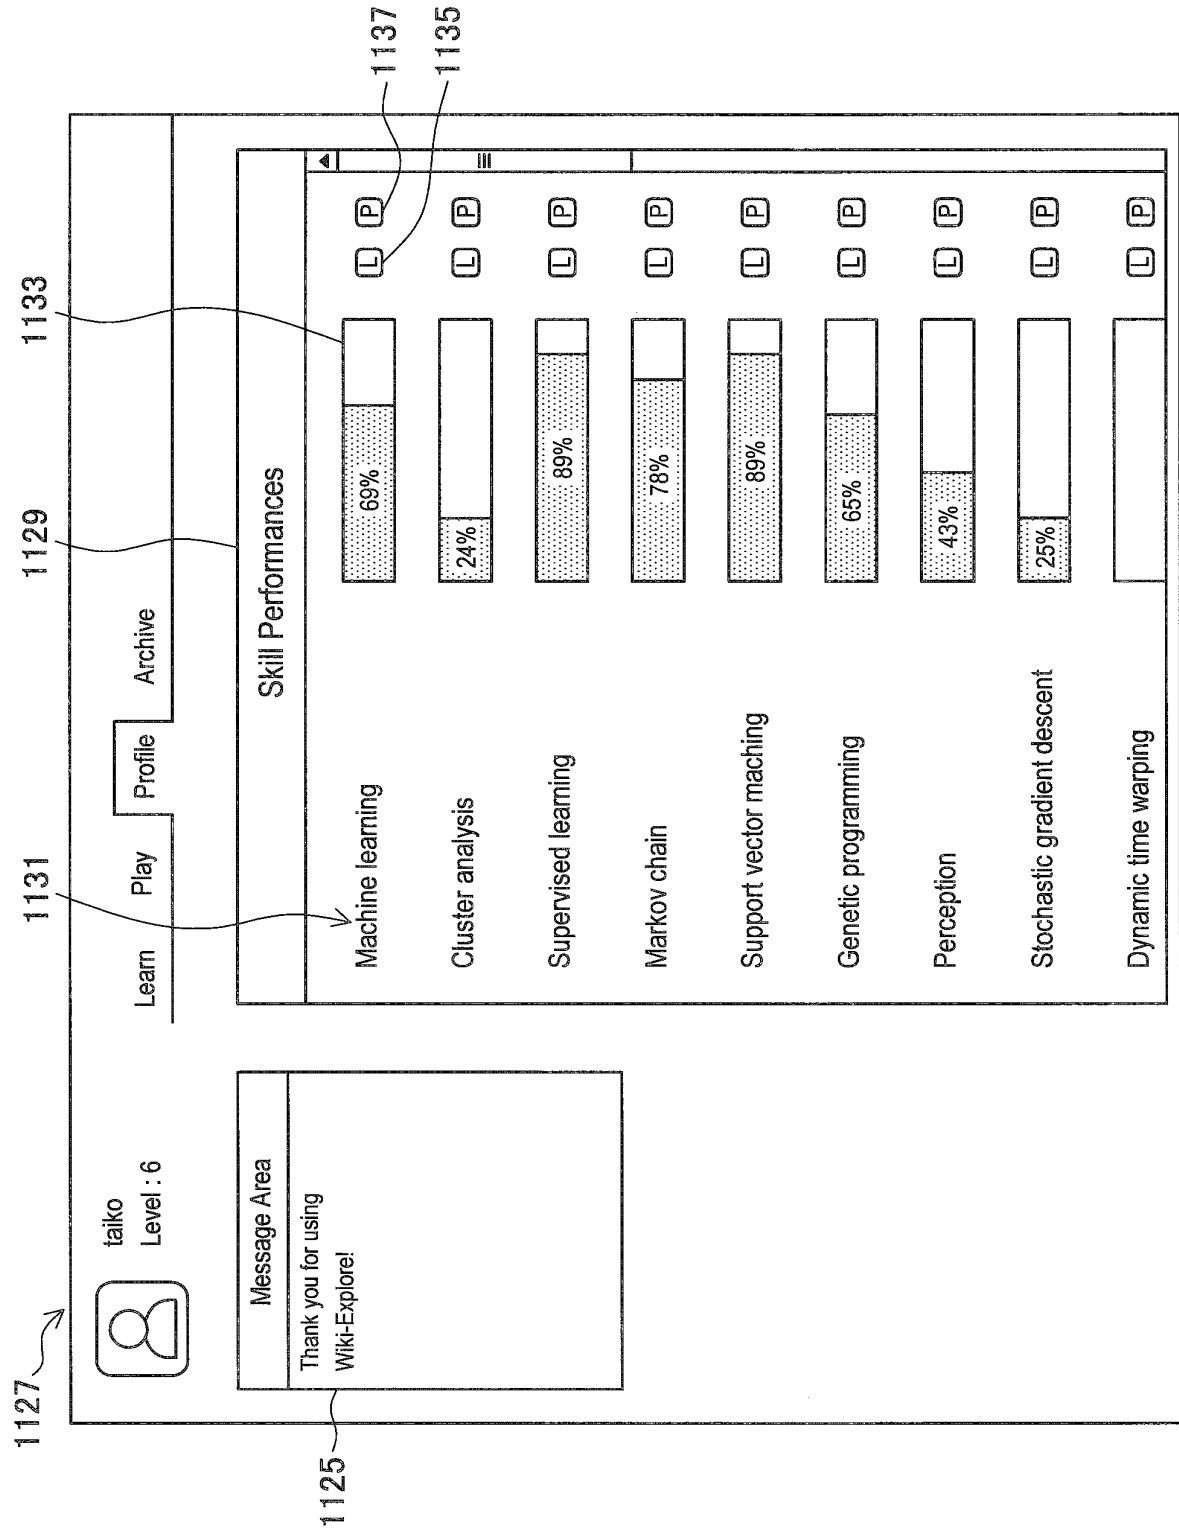 1127
1131
1129
1133
1137
1135
taiko
Level : 6
Learn
Play
Profile
Archive
1125
Message Area
Thank you for using
Wiki-Explore!
Skill Performances
Machine learning 69% L P
Cluster analysis 24% L P
Supervised learning 89% L P
Markov chain 78% L P
Support vector maching 89% L P
Genetic programming 65% L P
Perception 43% L P
Stochastic gradient descent 25% L P
Dynamic time warping L P